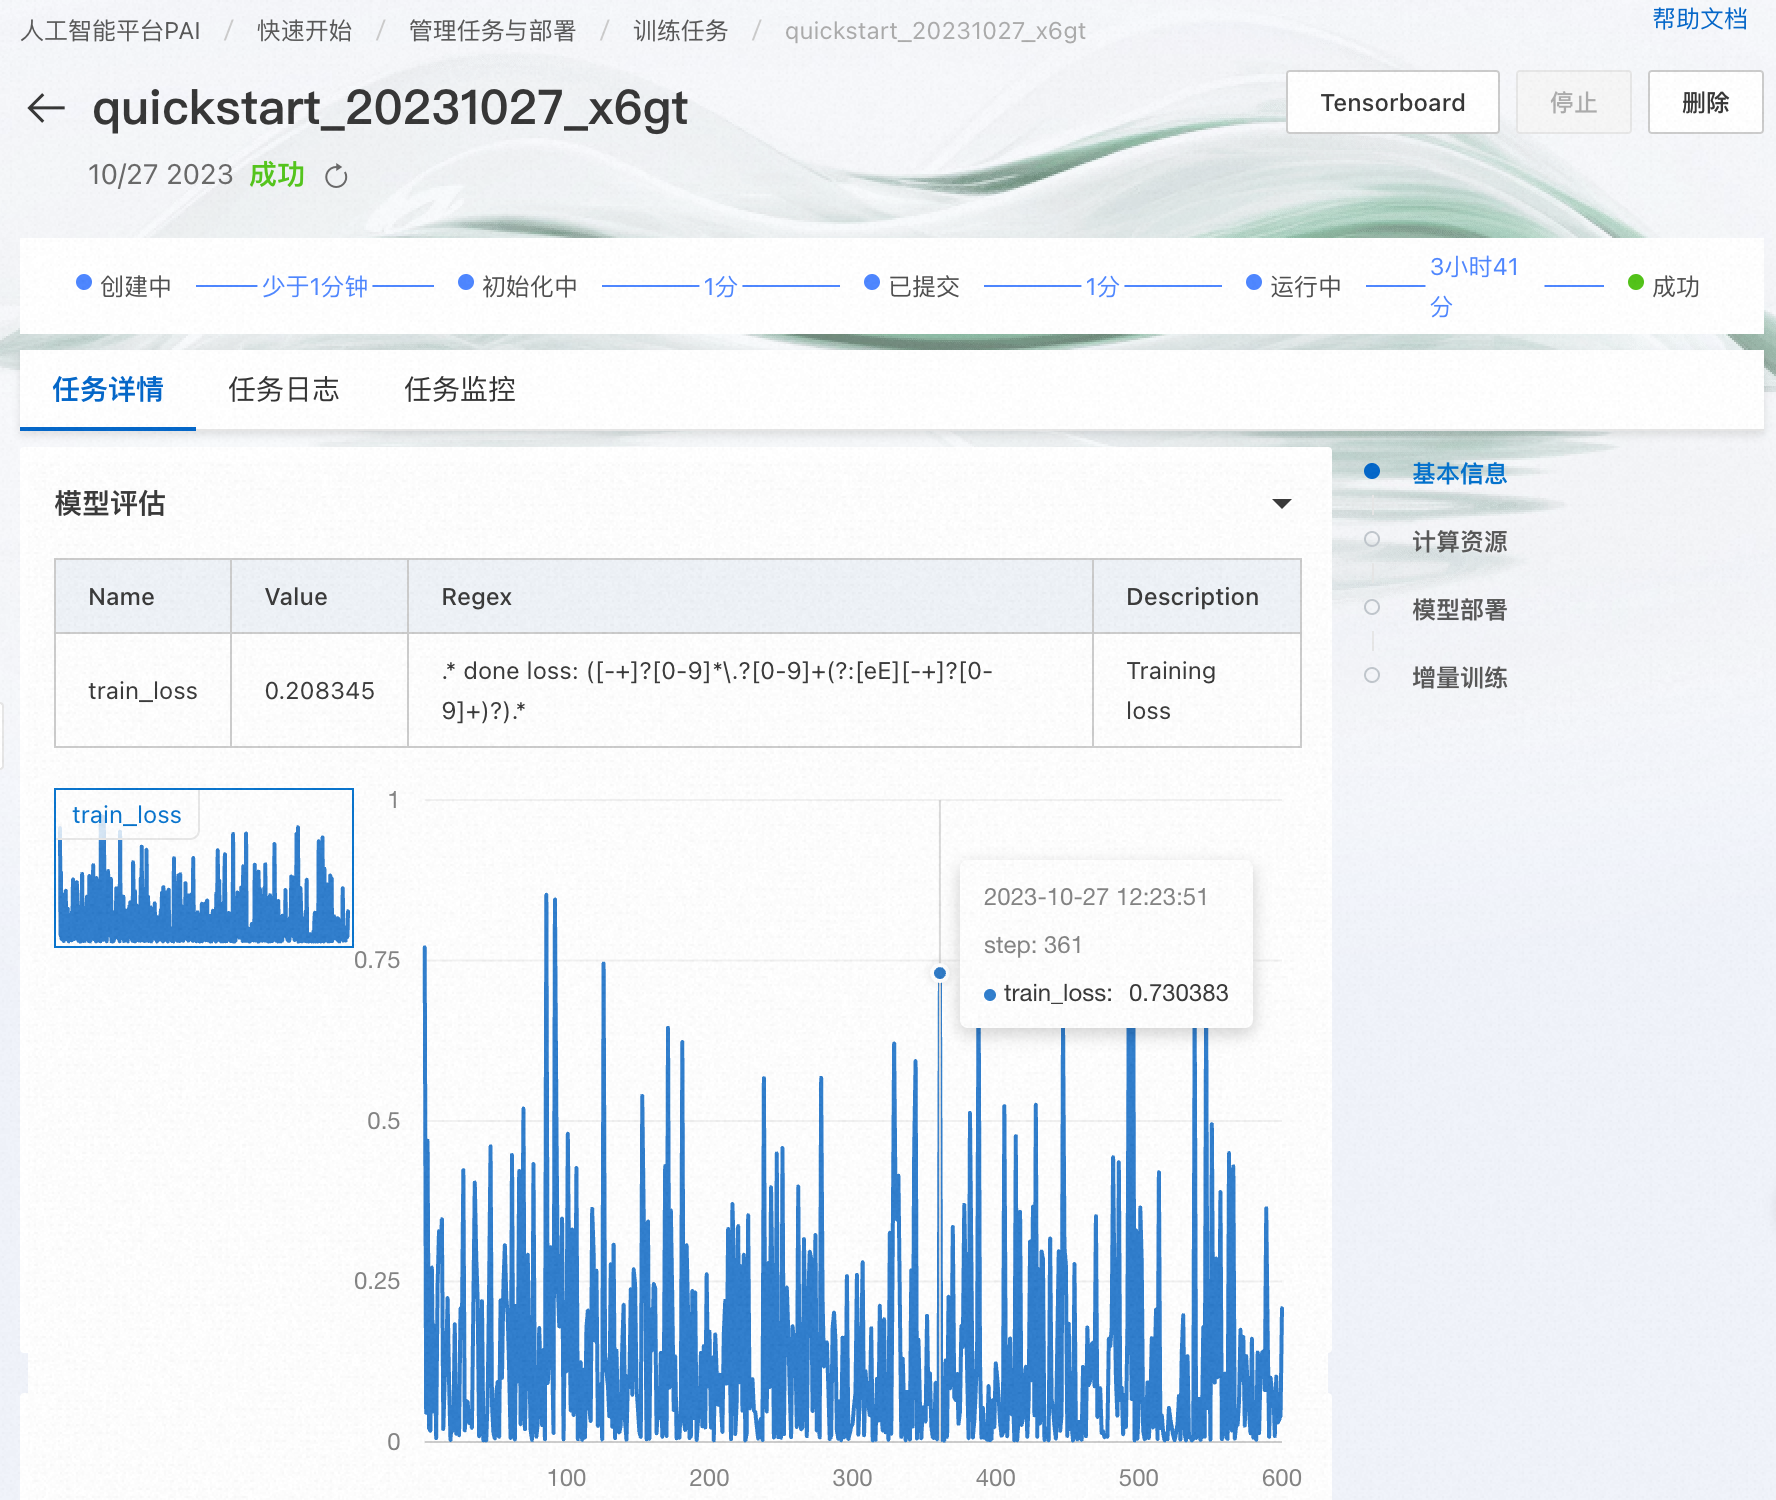 人工智能平台PAI / 快速开始 / 管理任务与部署 / 训练任务 / quickstart_20231027_x6gt
帮助文档
quickstart_20231027_x6gt
Tensorboard
停止
删除
10/27 2023 成功
创建中 少于1分钟 初始化中 1分 已提交 1分 运行中 3小时41
分
成功
任务详情 任务日志 任务监控
模型评估
基本信息
计算资源
模型部署
增量训练
Name Value Regex Description
train_loss 0.208345 .* done loss: ([-+]?[0-9]*\.?[0-9]+(?:[eE][-+]?[0-
9]+)?).*
Training
loss
train_loss
1
0.75
0.5
0.25
0
2023-10-27 12:23:51
step: 361
train_loss: 0.730383
100 200 300 400 500 600